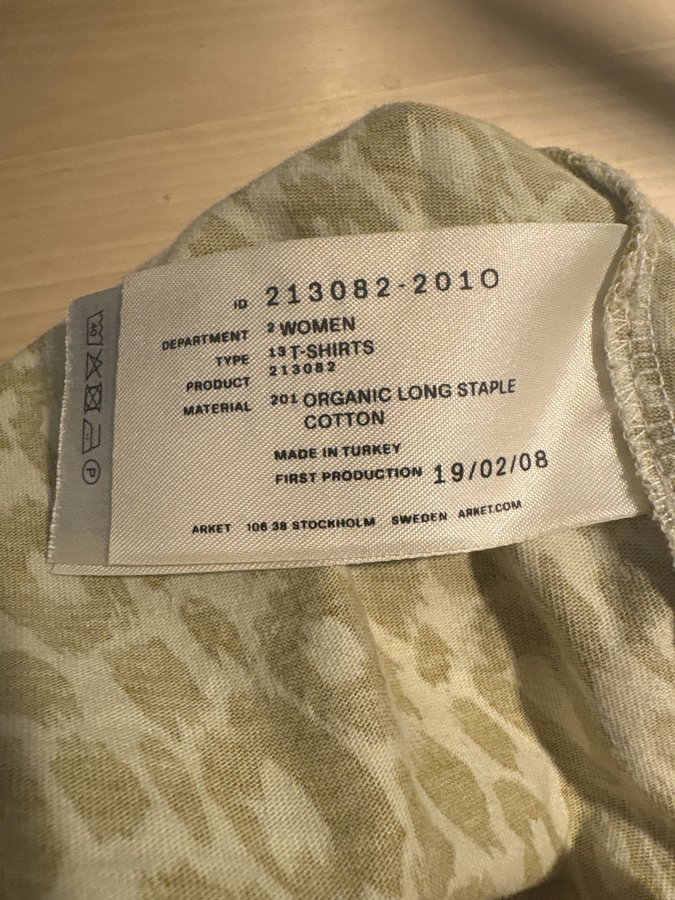 ID 213082-2010
DEPARTMENT 2 WOMEN
TYPE 13 T-SHIRTS
PRODUCT 213082
MATERIAL 201 ORGANIC LONG STAPLE
COTTON
MADE IN TURKEY
FIRST PRODUCTION 19/02/08
ARKET 106 38 STOCKHOLM SWEDEN ARKET.COM
40
P